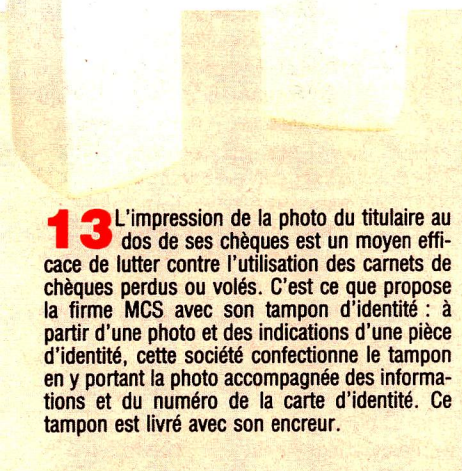 13 L'impression de la photo du titulaire au
dos de ses chèques est un moyen effi-
cace de lutter contre l'utilisation des carnets de
chèques perdus ou volés. C'est ce que propose
la firme MCS avec son tampon d'identité : à
partir d'une photo et des indications d'une pièce
d'identité, cette société confectionne le tampon
en y portant la photo accompagnée des informa-
tions et du numéro de la carte d'identité. Ce
tampon est livré avec son encreur.